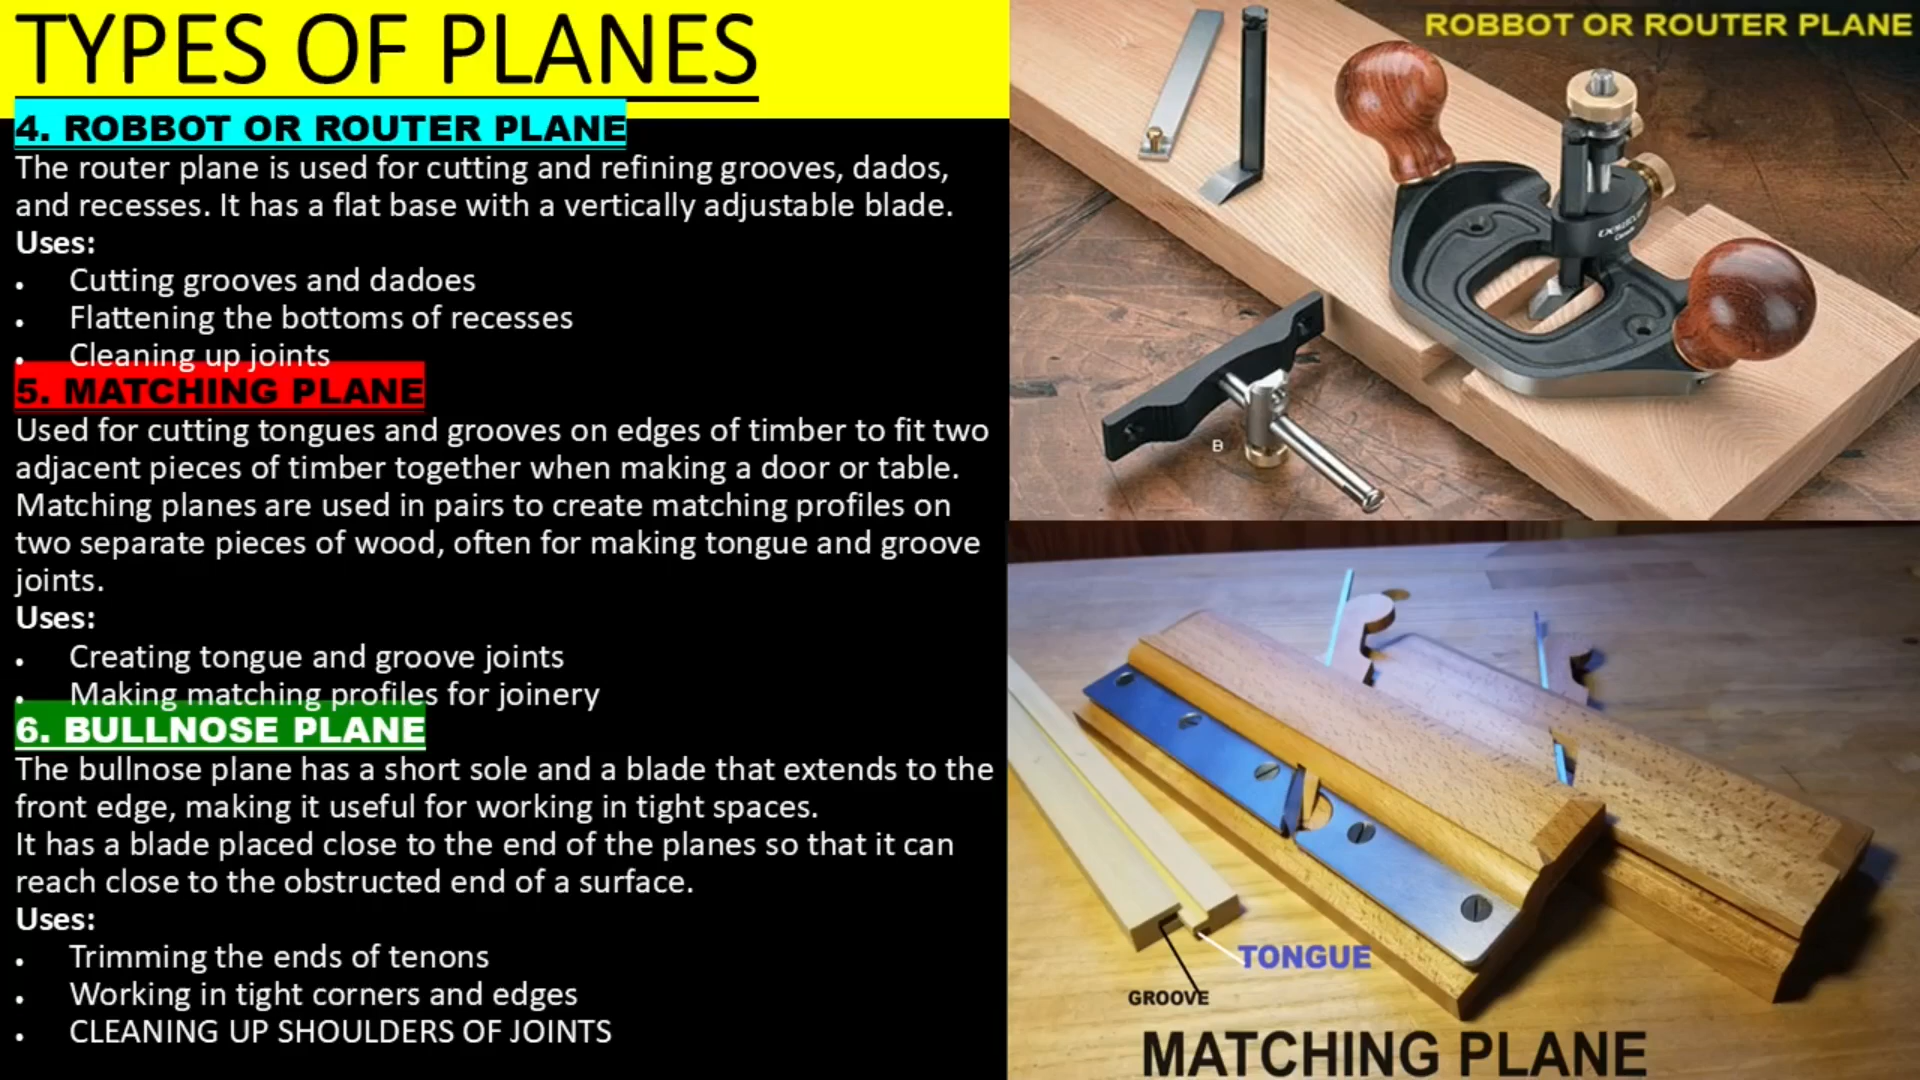 TYPES OF PLANES
4. ROBBOT OR ROUTER PLANE
The router plane is used for cutting and refining grooves, dados,
and recesses. It has a flat base with a vertically adjustable blade.
Uses:
• Cutting grooves and dadoes
• Flattening the bottoms of recesses
• Cleaning up joints
5. MATCHING PLANE
Used for cutting tongues and grooves on edges of timber to fit two
adjacent pieces of timber together when making a door or table.
Matching planes are used in pairs to create matching profiles on
two separate pieces of wood, often for making tongue and groove
joints.
Uses:
• Creating tongue and groove joints
• Making matching profiles for joinery
6. BULLNOSE PLANE
The bullnose plane has a short sole and a blade that extends to the
front edge, making it useful for working in tight spaces.
It has a blade placed close to the end of the planes so that it can
reach close to the obstructed end of a surface.
Uses:
• Trimming the ends of tenons
• Working in tight corners and edges
• CLEANING UP SHOULDERS OF JOINTS
ROBBOT OR ROUTER PLANE
B
TONGUE
GROOVE
MATCHING PLANE